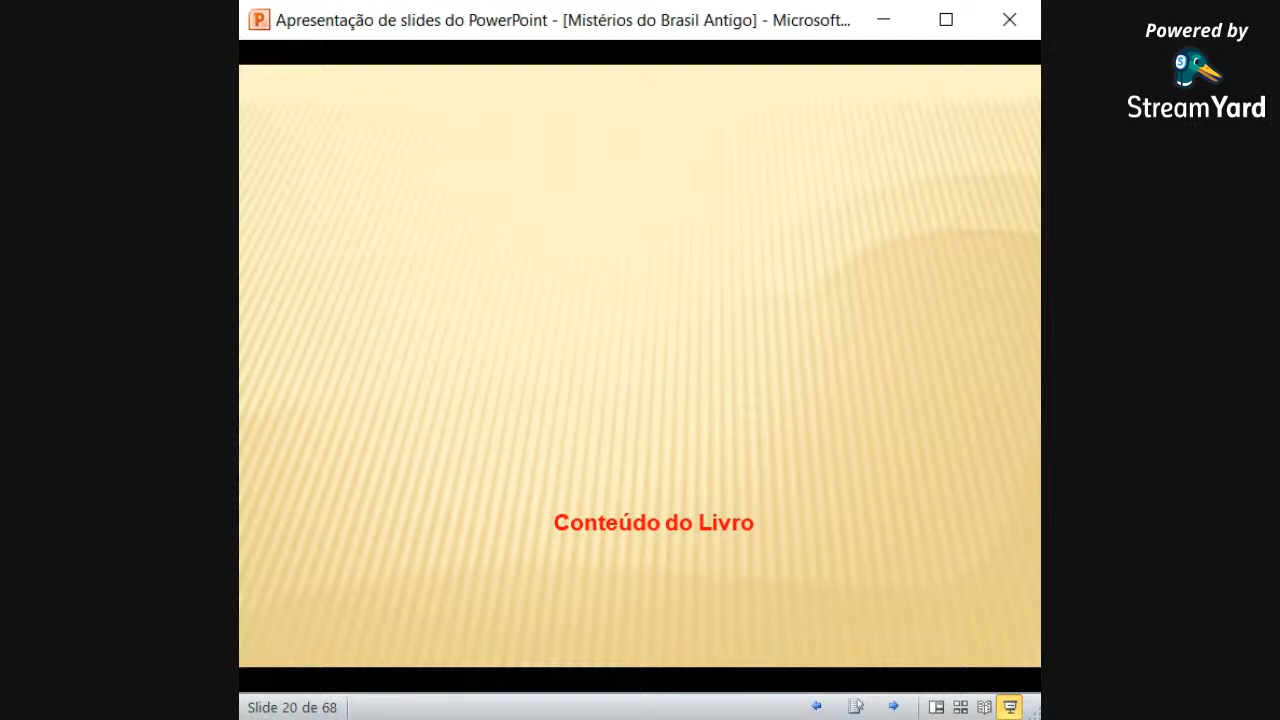 Apresentação de slides do PowerPoint - [Mistérios do Brasil Antigo] - Microsoft...
Powered by
StreamYard
Conteúdo do Livro
Slide 20 de 68